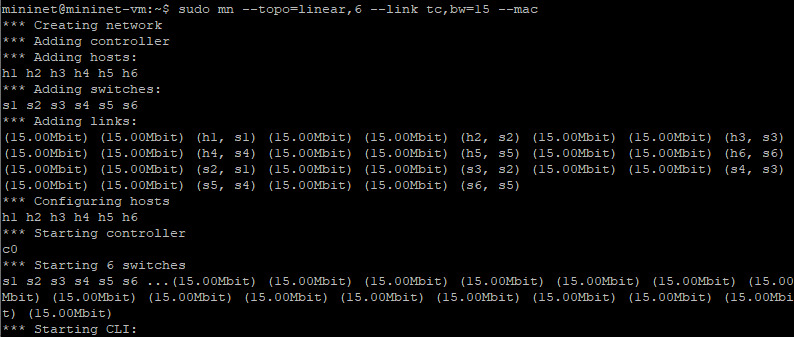 mininet@mininet-vm:~$ sudo mn --topo=linear,6 --link tc,bw=15 --mac
*** Creating network
*** Adding controller
*** Adding hosts:
h1 h2 h3 h4 h5 h6
*** Adding switches:
s1 s2 s3 s4 s5 s6
*** Adding links:
(15.00Mbit) (15.00Mbit) (h1, s1) (15.00Mbit) (15.00Mbit) (h2, s2) (15.00Mbit) (15.00Mbit) (h3, s3)
(15.00Mbit) (15.00Mbit) (h4, s4) (15.00Mbit) (15.00Mbit) (h5, s5) (15.00Mbit) (15.00Mbit) (h6, s6)
(15.00Mbit) (15.00Mbit) (s2, s1) (15.00Mbit) (15.00Mbit) (s3, s2) (15.00Mbit) (15.00Mbit) (s4, s3)
(15.00Mbit) (15.00Mbit) (s5, s4) (15.00Mbit) (15.00Mbit) (s6, s5)
*** Configuring hosts
h1 h2 h3 h4 h5 h6
*** Starting controller
c0
*** Starting 6 switches
s1 s2 s3 s4 s5 s6 ...(15.00Mbit) (15.00Mbit) (15.00Mbit) (15.00Mbit) (15.00Mbit) (15.00Mbit) (15.00
Mbit) (15.00Mbit) (15.00Mbit) (15.00Mbit) (15.00Mbit) (15.00Mbit) (15.00Mbit) (15.00Mbit) (15.00Mbi
t) (15.00Mbit)
*** Starting CLI: